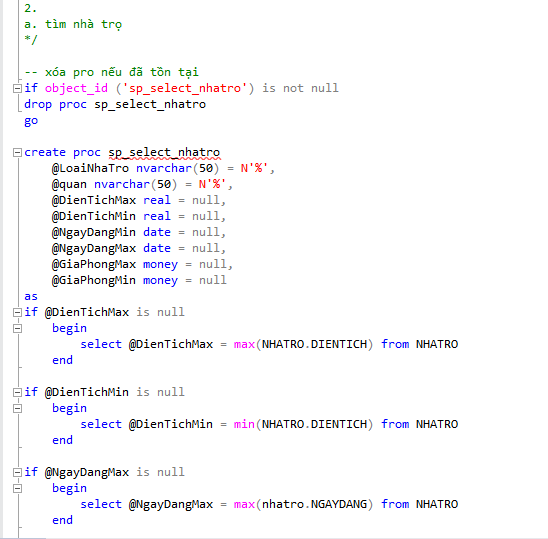 2.
a. tìm nhà trọ
*/
-- xóa pro nếu đã tồn tại
if object_id ('sp_select_nhatro') is not null
drop proc sp_select_nhatro
go
create proc sp_select_nhatro
@LoaiNhaTro nvarchar(50) = N'%',
@quan nvarchar(50) = N'%',
@DienTichMax real = null,
@DienTichMin real = null,
@NgayDangMin date = null,
@NgayDangMax date = null,
@GiaPhongMax money = null,
@GiaPhongMin money = null
as
if @DienTichMax is null
begin
select @DienTichMax = max(NHATRO.DIENTICH) from NHATRO
end
if @DienTichMin is null
begin
select @DienTichMin = min(NHATRO.DIENTICH) from NHATRO
end
if @NgayDangMax is null
begin
select @NgayDangMax = max(nhatro.NGAYDANG) from NHATRO
end